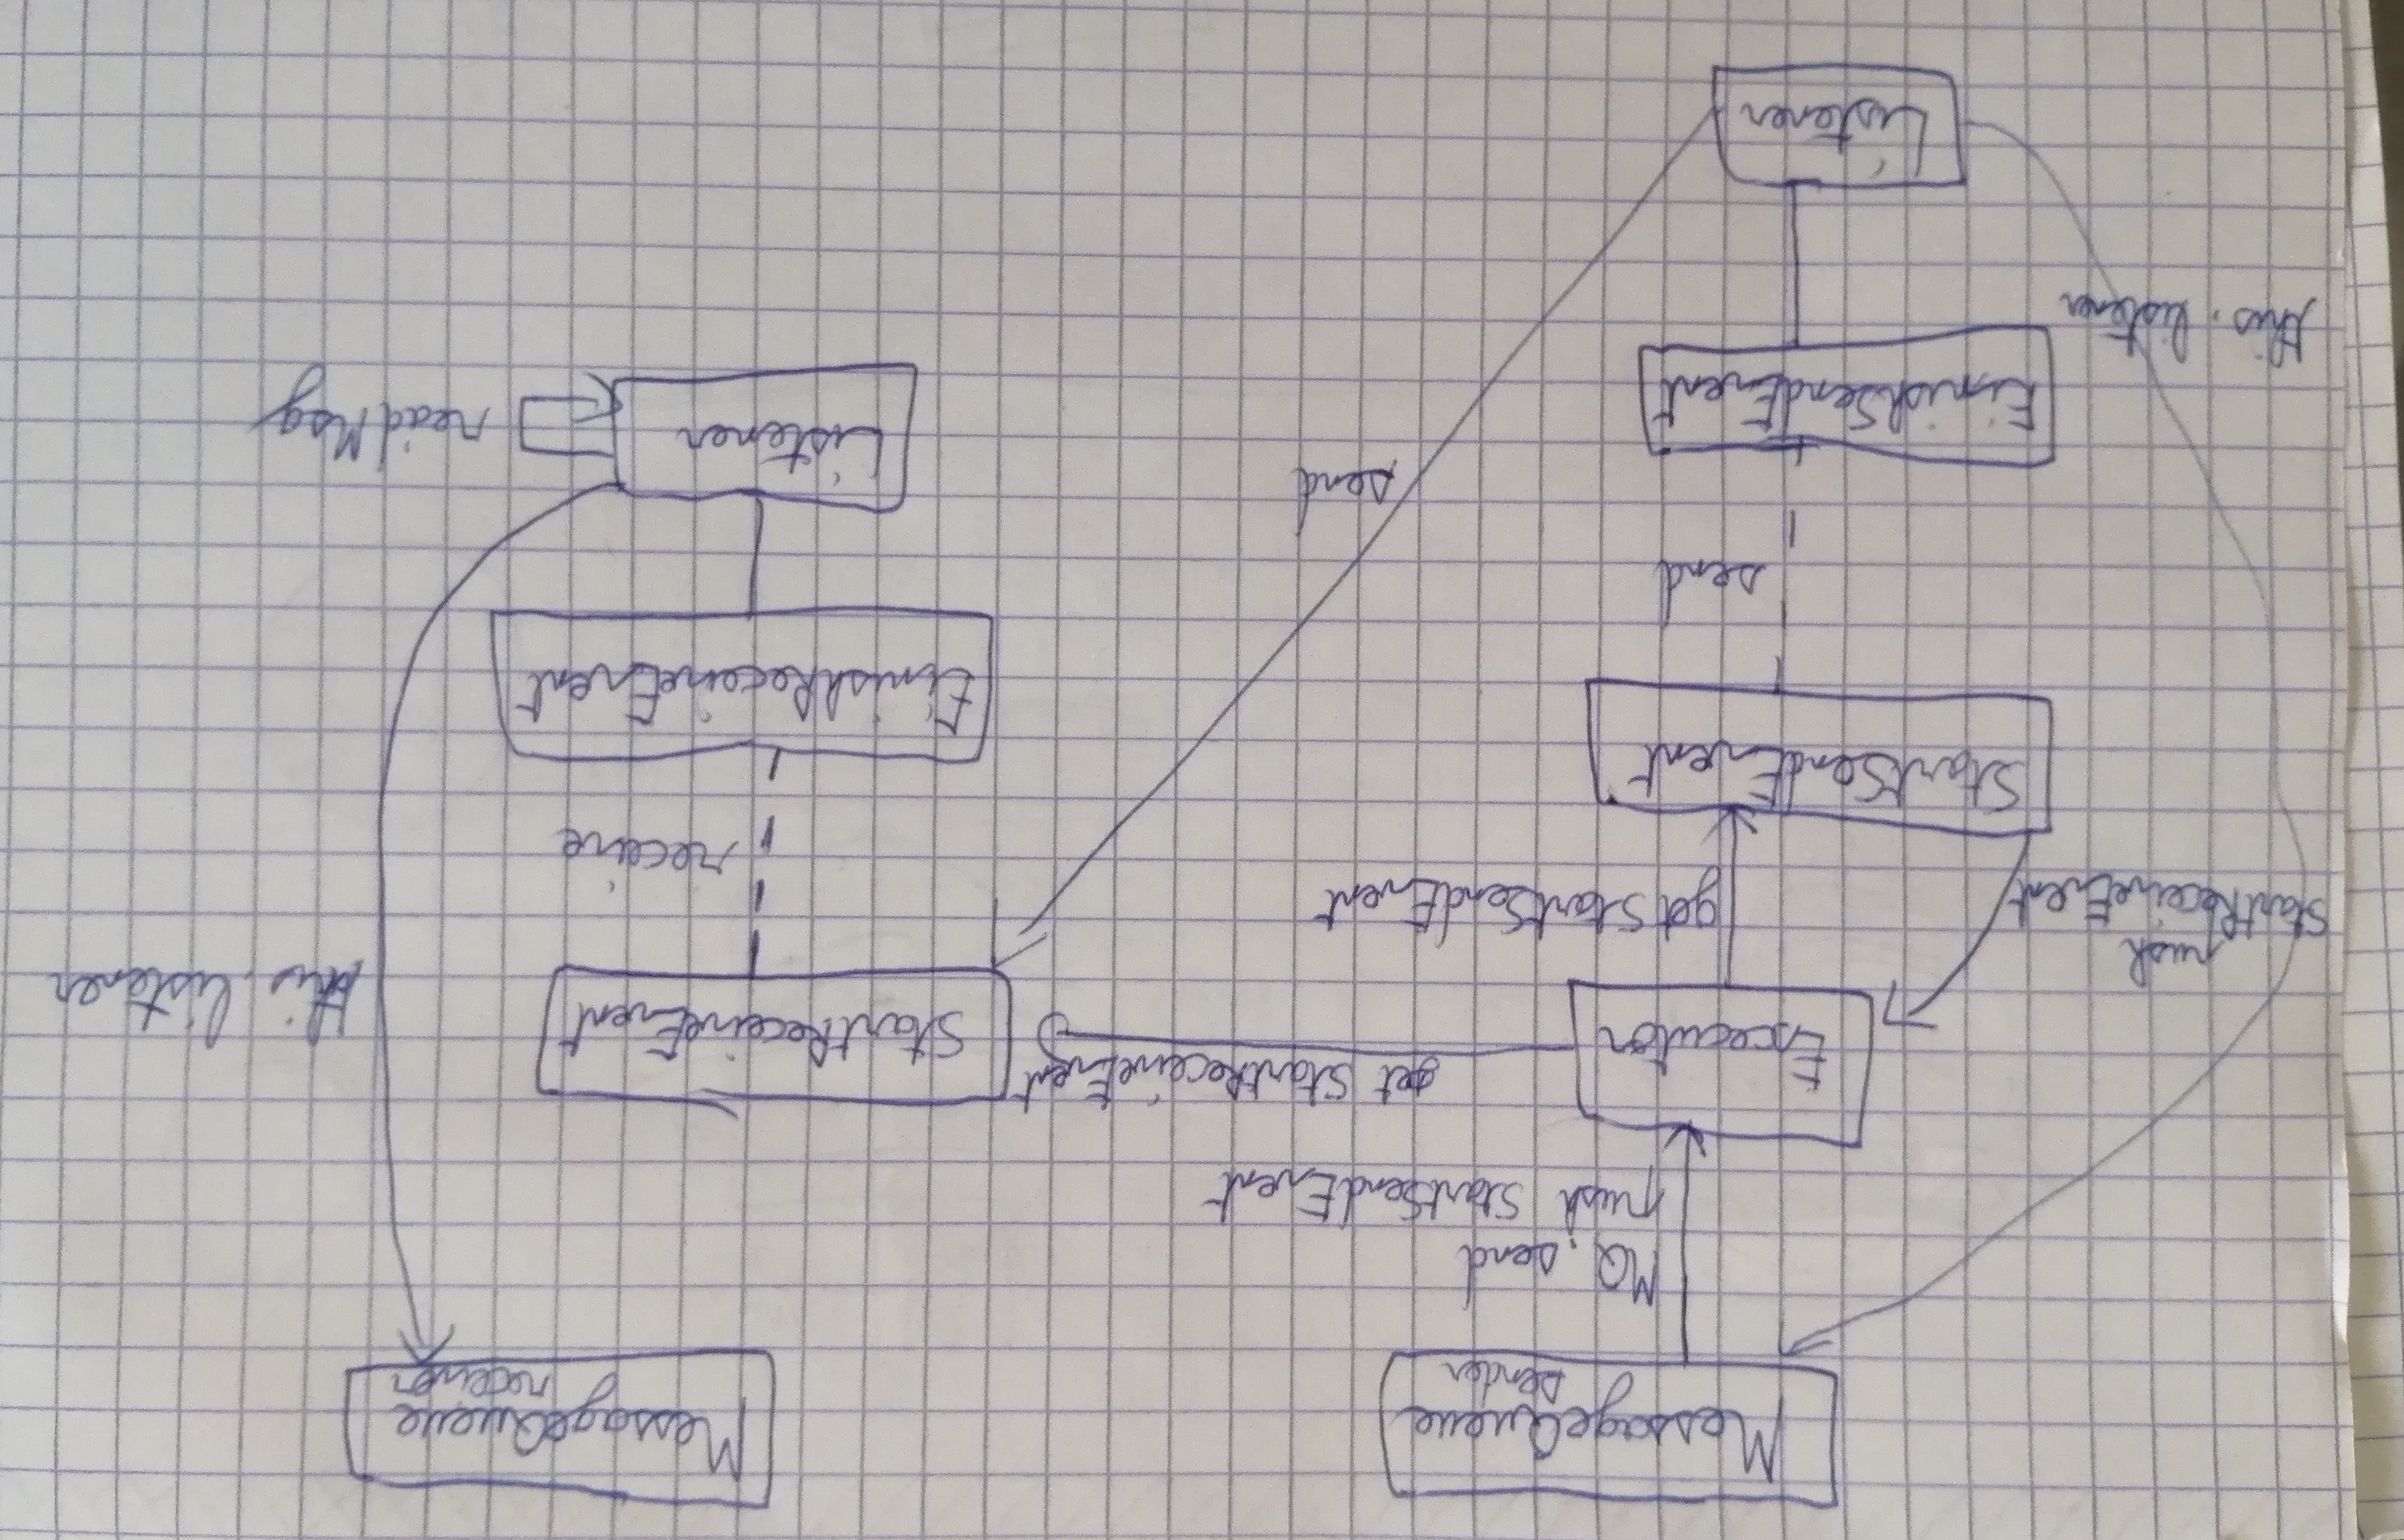 MessageQueue
sender
MessageQueue
receiver
MQ.send
push StartSendEvent
Executor
get StartReceiveEvent
StartReceiveEvent
this.listener
push
StartReceiveEvent
get StartSendEvent
receive
StartSendEvent
FinishReceiveEvent
send
send
Listener
readMsg
FinishSendEvent
this.listener
Listener